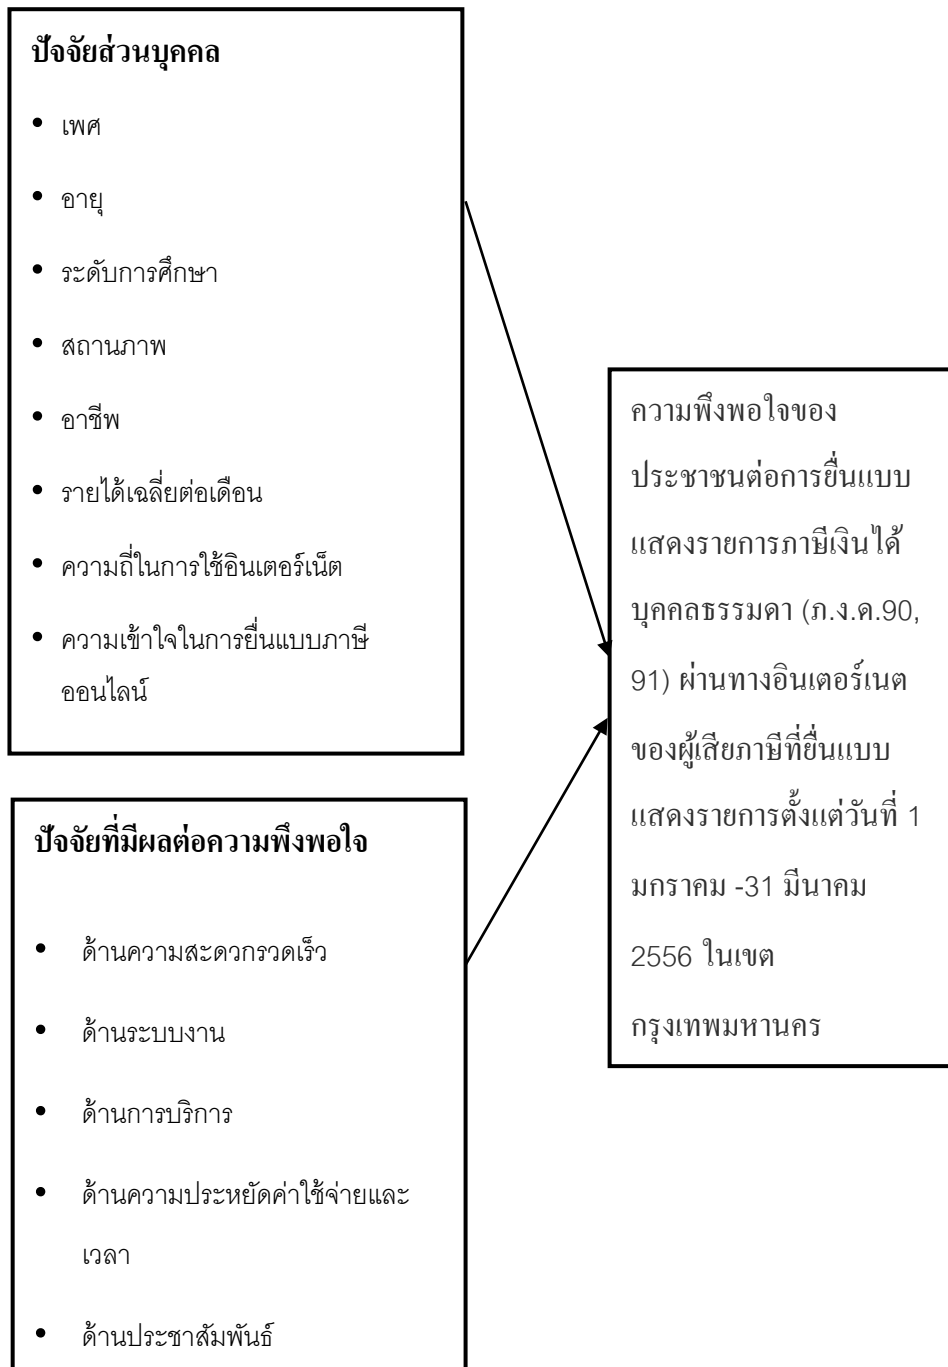 ปัจจัยส่วนบุคคล
• เพศ
• อายุ
• ระดับการศึกษา
• สถานภาพ
• อาชีพ
• รายได้เฉลี่ยต่อเดือน
• ความถี่ในการใช้อินเตอร์เน็ต
• ความเข้าใจในการยื่นแบบภาษี
ออนไลน์
ปัจจัยที่มีผลต่อความพึงพอใจ
• ด้านความสะดวกรวดเร็ว
• ด้านระบบงาน
• ด้านการบริการ
• ด้านความประหยัดค่าใช้จ่ายและ
เวลา
• ด้านประชาสัมพันธ์
ความพึงพอใจของ
ประชาชนต่อการยื่นแบบ
แสดงรายการภาษีเงินได้
บุคคลธรรมดา (ภ.ง.ด.90,
91) ผ่านทางอินเตอร์เนต
ของผู้เสียภาษีที่ยื่นแบบ
แสดงรายการตั้งแต่วันที่ 1
มกราคม -31 มีนาคม
2556 ในเขต
กรุงเทพมหานคร